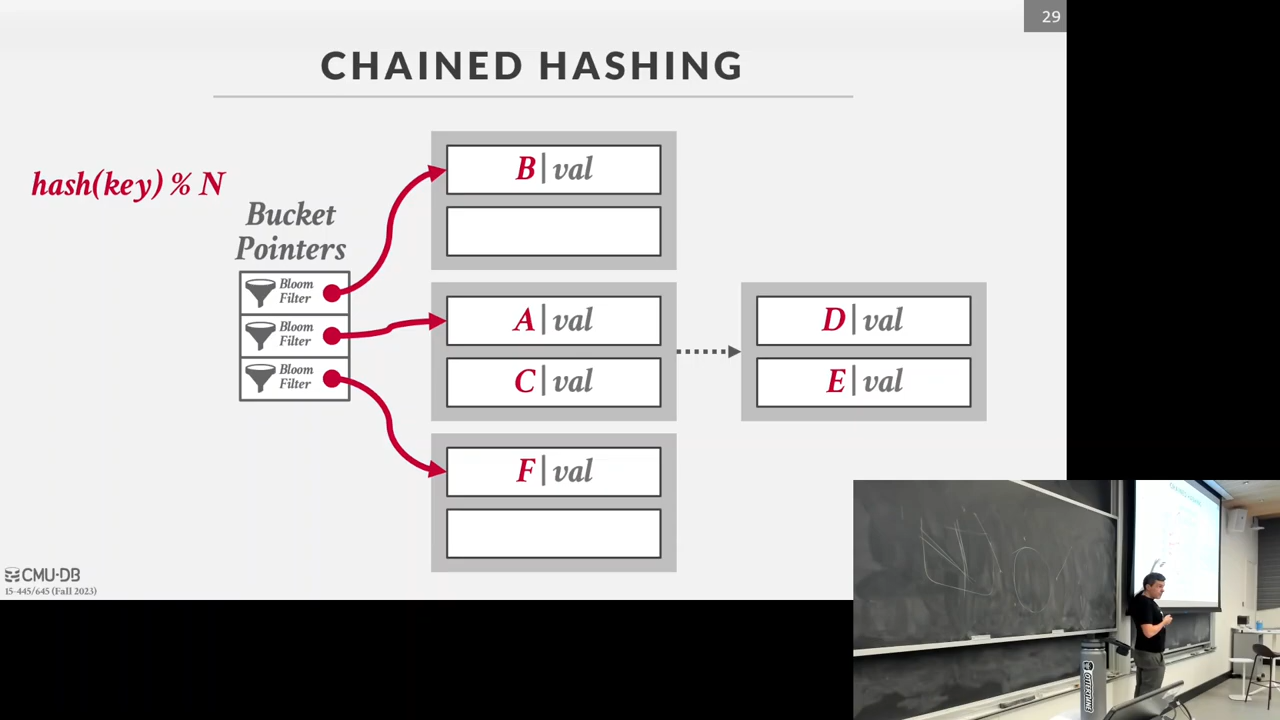 29
CHAINED HASHING
hash(key) % N
Bucket
Pointers
Bloom
Filter
Bloom
Filter
Bloom
Filter
B|val
A|val
C|val
D|val
E|val
F|val
CMU·DB
15-445/645 (Fall 2023)
OTTERTUNE